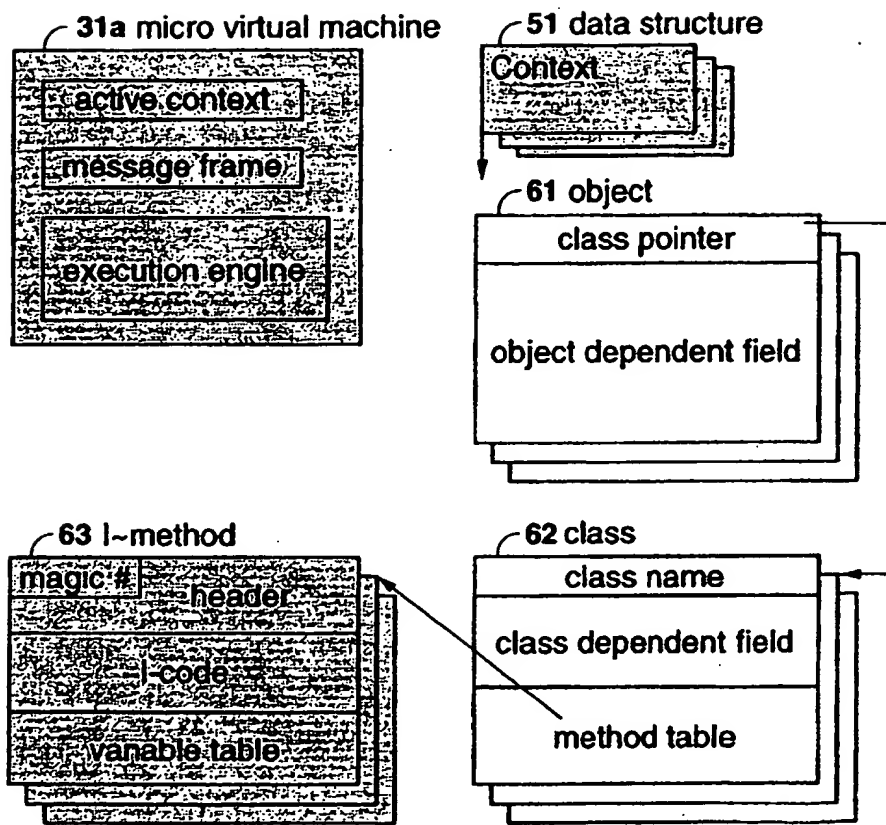 31a micro virtual machine
active context
message frame
execution engine
51 data structure
Context
61 object
class pointer
object dependent field
63 I~method
magic #
header
I-code
variable table
62 class
class name
class dependent field
method table